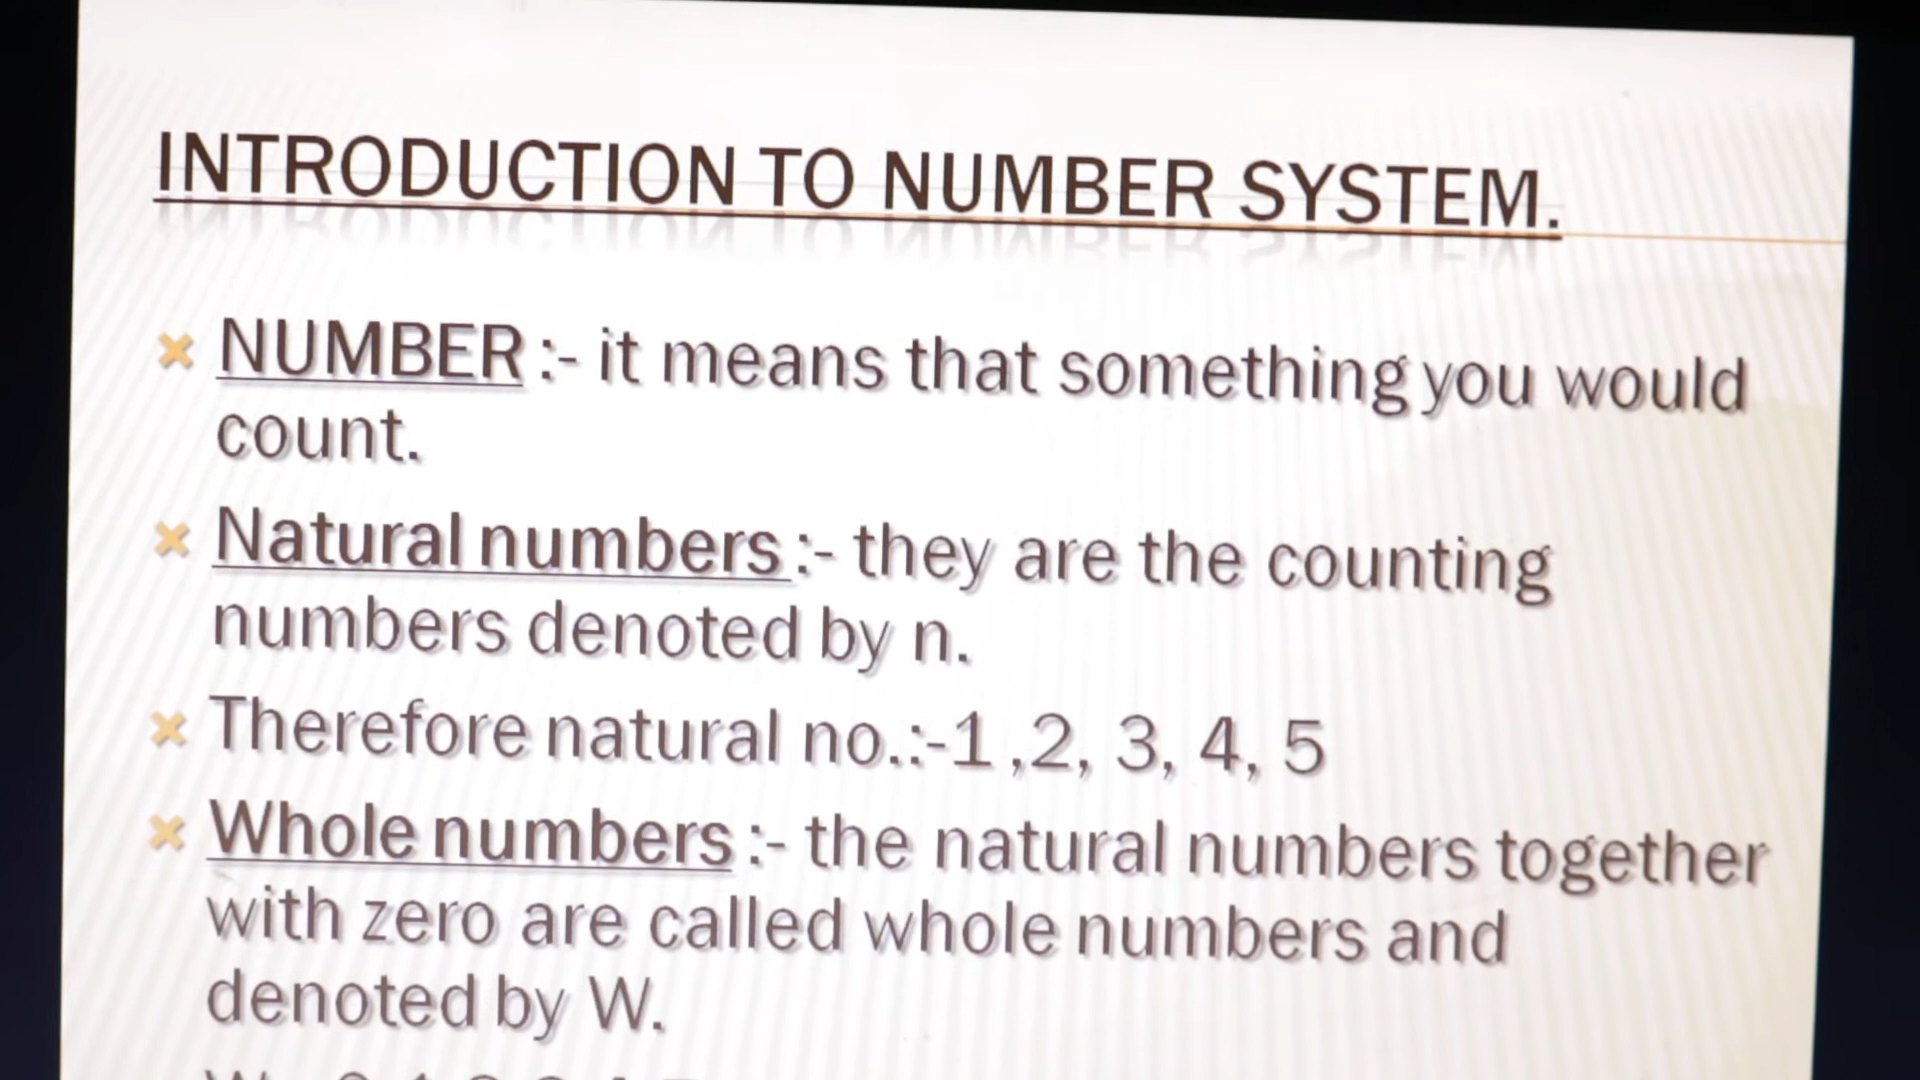 INTRODUCTION TO NUMBER SYSTEM.
NUMBER :- it means that something you would
count.
Natural numbers :- they are the counting
numbers denoted by n.
Therefore natural no.:-1 ,2, 3, 4, 5
Whole numbers :- the natural numbers together
with zero are called whole numbers and
denoted by W.